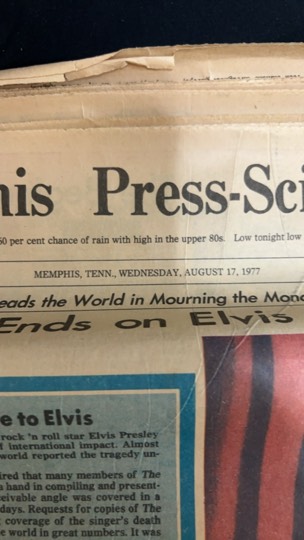 his Press-Sci
60 per cent chance of rain with high in the upper 80s. Low tonight low
MEMPHIS, TENN., WEDNESDAY, AUGUST 17, 1977
eads the World in Mourning the Mona
Ends on Elvis
e to Elvis
rock 'n roll star Elvis Presley
f international impact. Almost
world reported the tragedy un-
ired that many members of The
s hand in compiling and present-
ceivable angle was covered in a
days. Requests for copies of The
coverage of the singer's death
e world in great numbers. It was